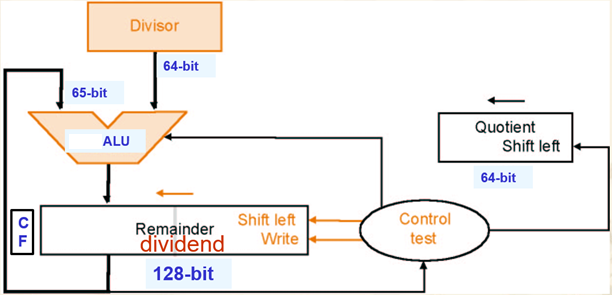 Divisor
65-bit
64-bit
ALU
Quotient
Shift left
64-bit
C
F
Remainder
dividend
Shift left
Write
Control
test
128-bit